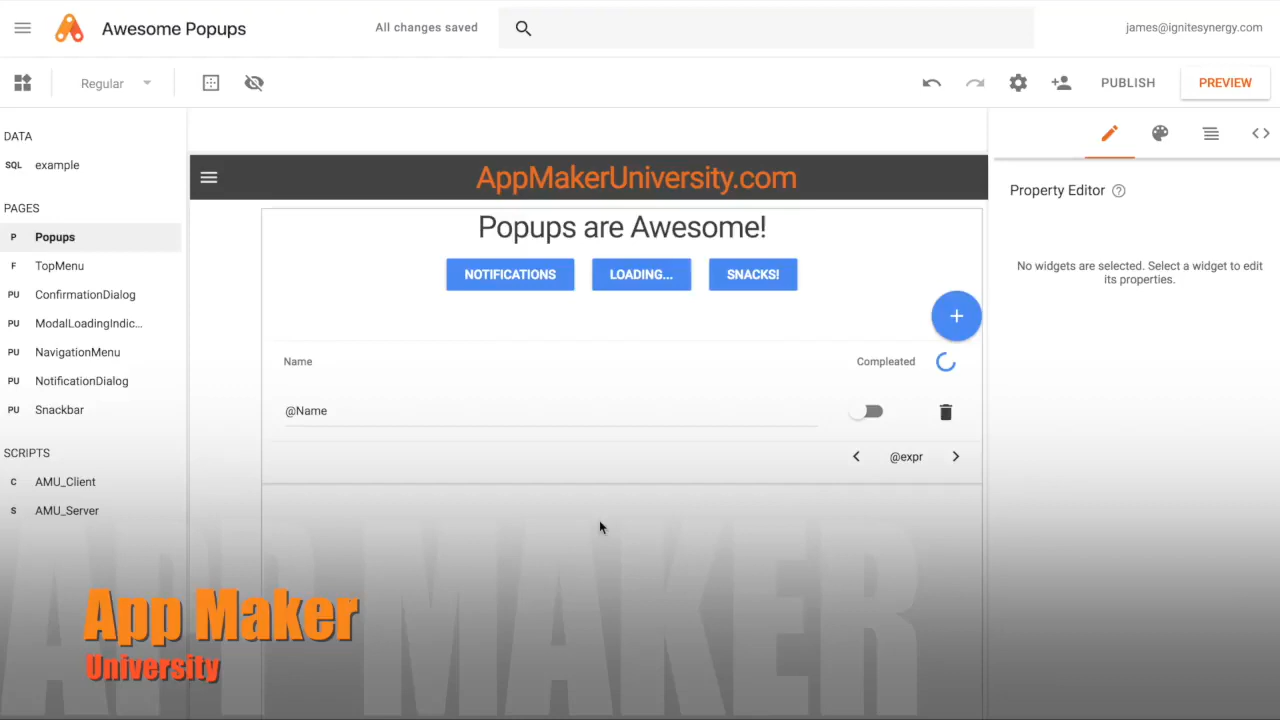 Awesome Popups
All changes saved
james@ignitesynergy.com
Regular
PUBLISH
PREVIEW
DATA
SQL example
PAGES
P Popups
F TopMenu
PU ConfirmationDialog
PU ModalLoadingIndic...
PU NavigationMenu
PU NotificationDialog
PU Snackbar
SCRIPTS
C AMU_Client
S AMU_Server
AppMakerUniversity.com
Popups are Awesome!
NOTIFICATIONS
LOADING...
SNACKS!
+
Name
Compleated
@Name
@expr
Property Editor
No widgets are selected. Select a widget to edit
its properties.
APP MAKER
App Maker
University